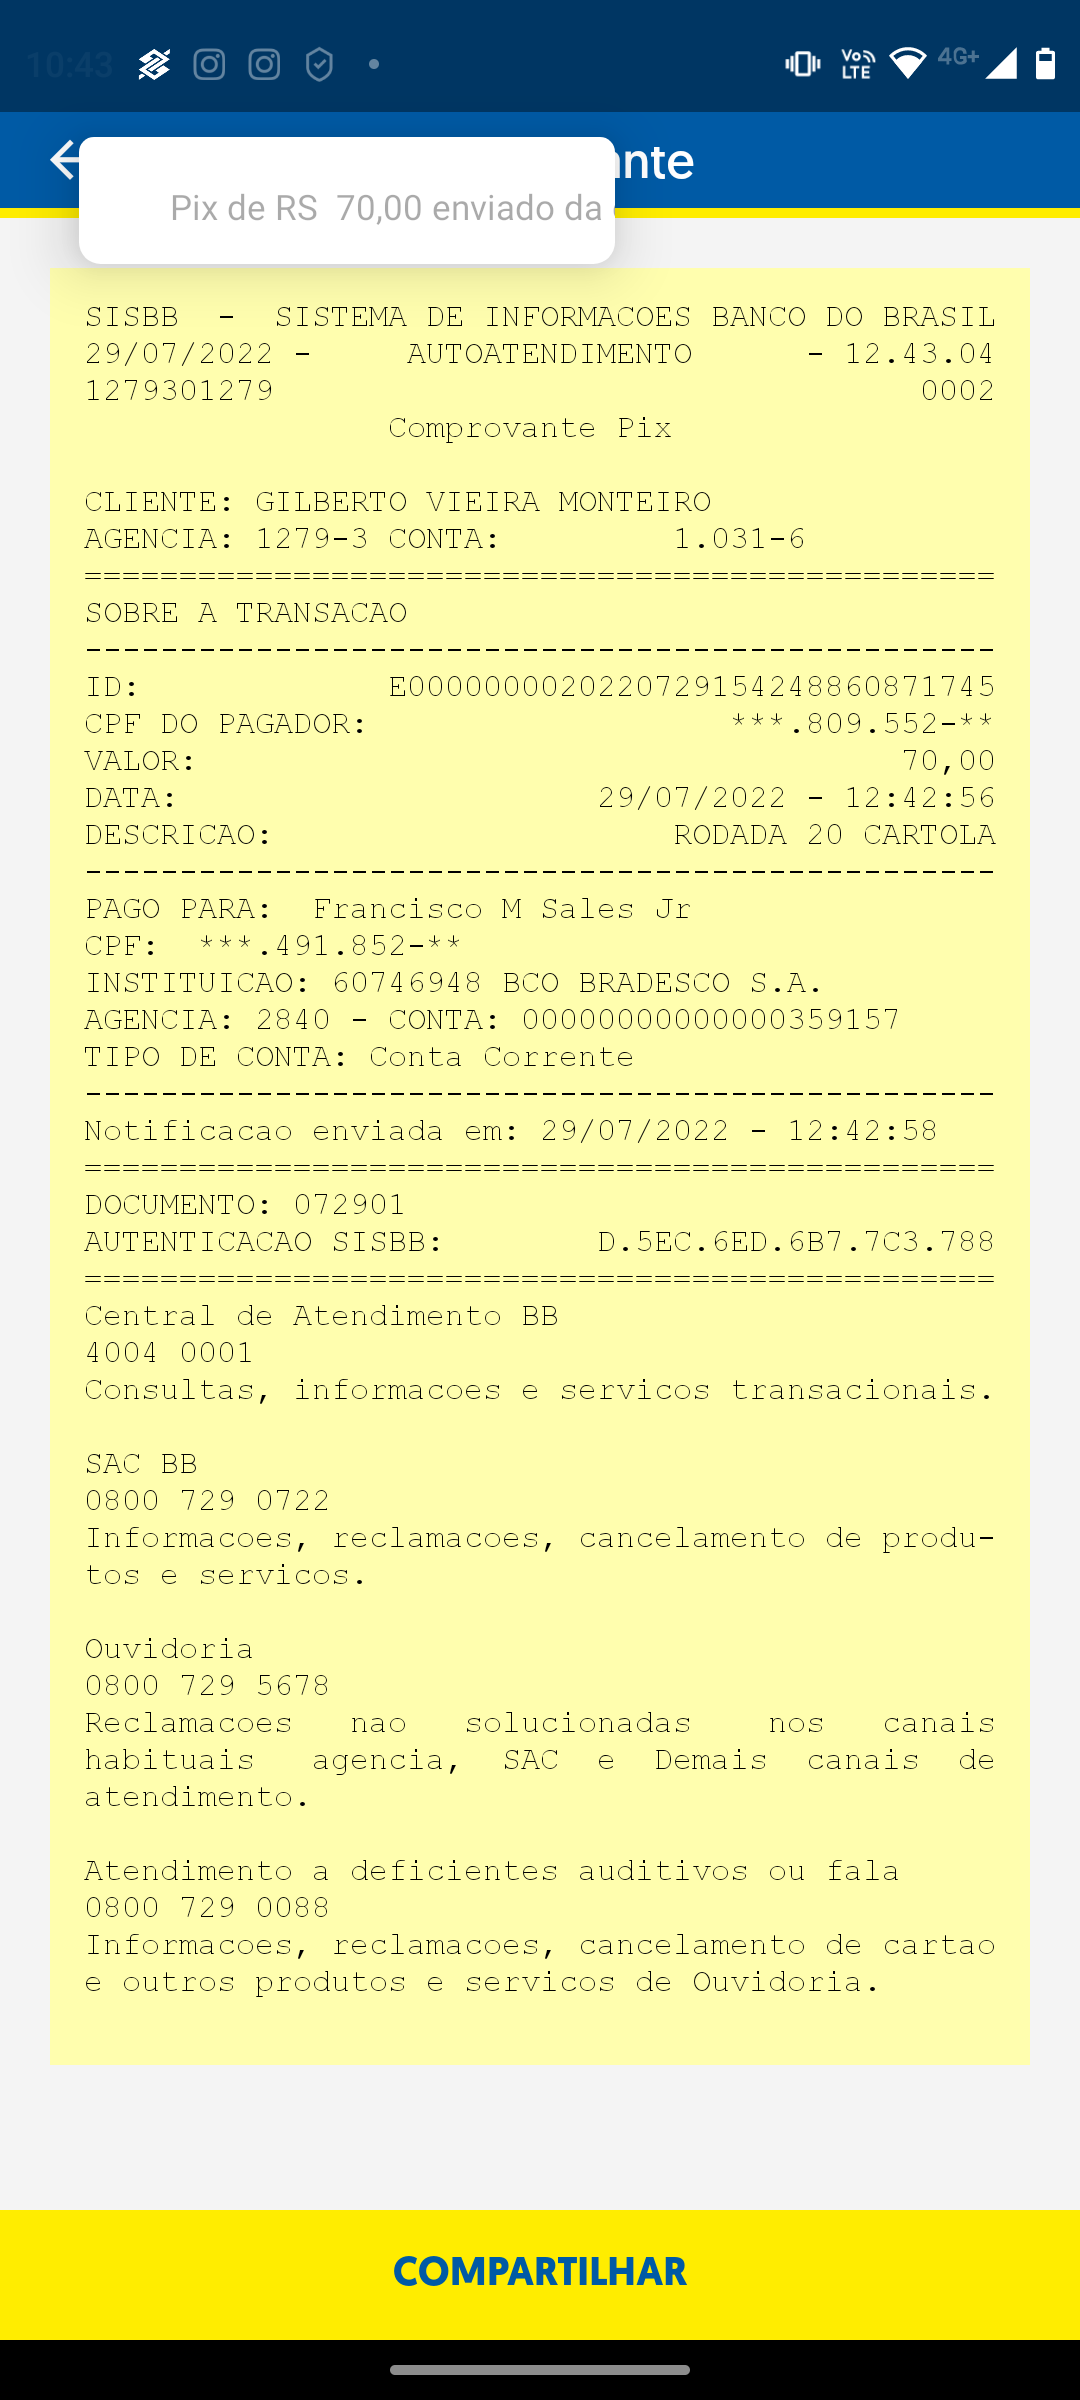 10:43
Vo LTE
4G+
Pix de RS 70,00 enviado da
nte
SISBB - SISTEMA DE INFORMACOES BANCO DO BRASIL
29/07/2022 - AUTOATENDIMENTO - 12.43.04
1279301279 0002
Comprovante Pix
CLIENTE: GILBERTO VIEIRA MONTEIRO
AGENCIA: 1279-3 CONTA: 1.031-6
================================================
SOBRE A TRANSACAO
------------------------------------------------
ID: E0000000020220729154248860871745
CPF DO PAGADOR: ***.809.552-**
VALOR: 70,00
DATA: 29/07/2022 - 12:42:56
DESCRICAO: RODADA 20 CARTOLA
------------------------------------------------
PAGO PARA: Francisco M Sales Jr
CPF: ***.491.852-**
INSTITUICAO: 60746948 BCO BRADESCO S.A.
AGENCIA: 2840 - CONTA: 00000000000000359157
TIPO DE CONTA: Conta Corrente
------------------------------------------------
Notificacao enviada em: 29/07/2022 - 12:42:58
================================================
DOCUMENTO: 072901
AUTENTICACAO SISBB: D.5EC.6ED.6B7.7C3.788
================================================
Central de Atendimento BB
4004 0001
Consultas, informacoes e servicos transacionais.
SAC BB
0800 729 0722
Informacoes, reclamacoes, cancelamento de produ-
tos e servicos.
Ouvidoria
0800 729 5678
Reclamacoes nao solucionadas nos canais
habituais agencia, SAC e Demais canais de
atendimento.
Atendimento a deficientes auditivos ou fala
0800 729 0088
Informacoes, reclamacoes, cancelamento de cartao
e outros produtos e servicos de Ouvidoria.
COMPARTILHAR